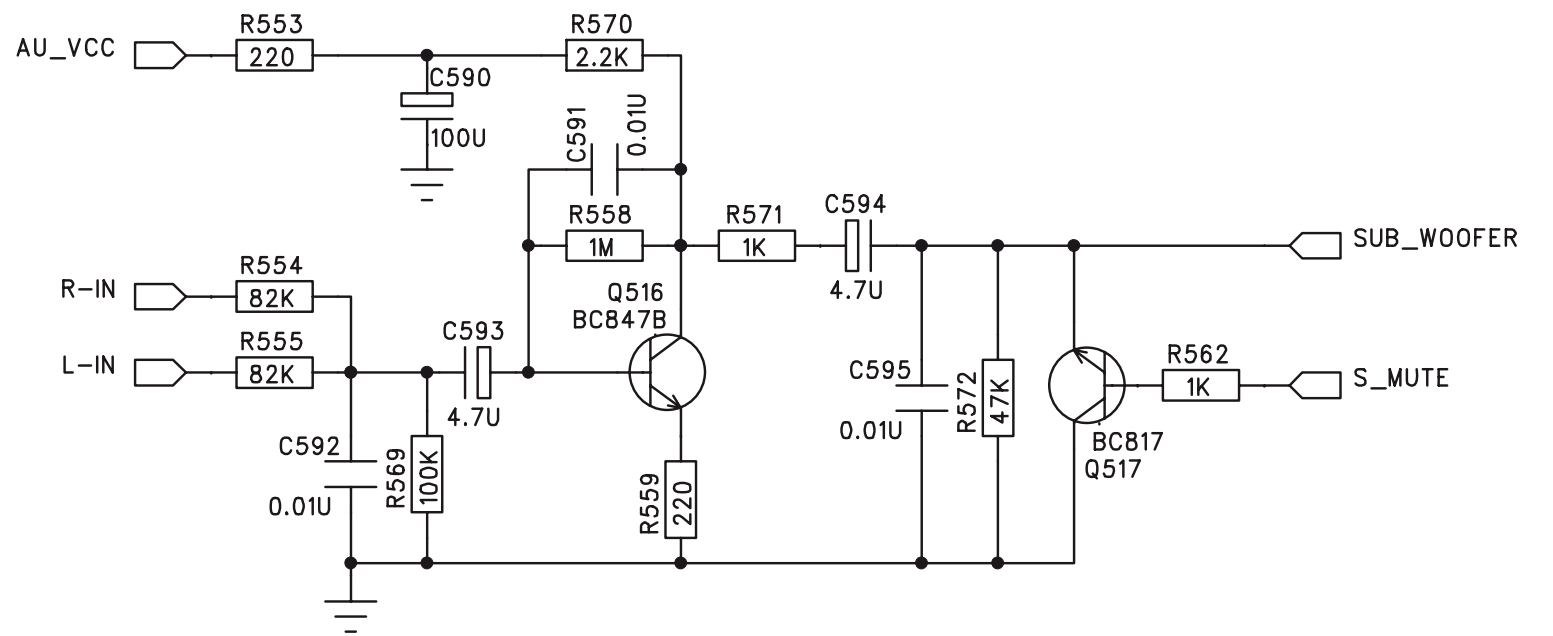 R553
R570
AU_VCC
220
2.2K
C590
100U
C591
0.01U
R558
1M
R571
1K
C594
4.7U
SUB_WOOFER
R554
R-IN
82K
R555
L-IN
82K
C593
4.7U
Q516
BC847B
C592
0.01U
R569
100K
R559
220
C595
0.01U
R572
47K
R562
1K
S_MUTE
BC817
Q517